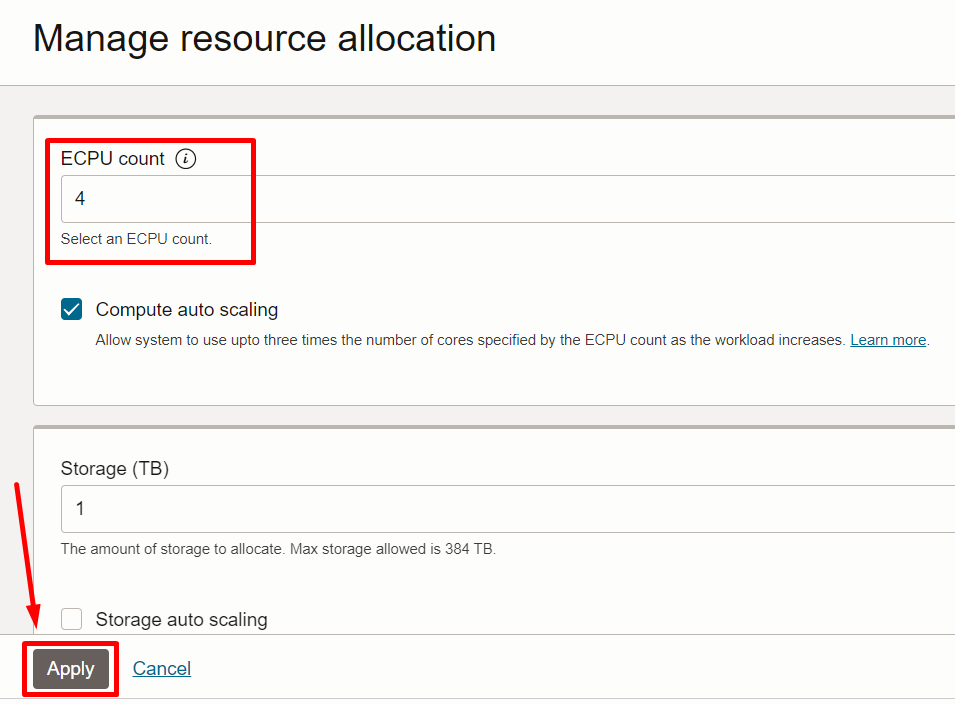 Manage resource allocation
ECPU count i
4
Select an ECPU count.
Compute auto scaling
Allow system to use upto three times the number of cores specified by the ECPU count as the workload increases. Learn more.
Storage (TB)
1
The amount of storage to allocate. Max storage allowed is 384 TB.
Storage auto scaling
Apply Cancel